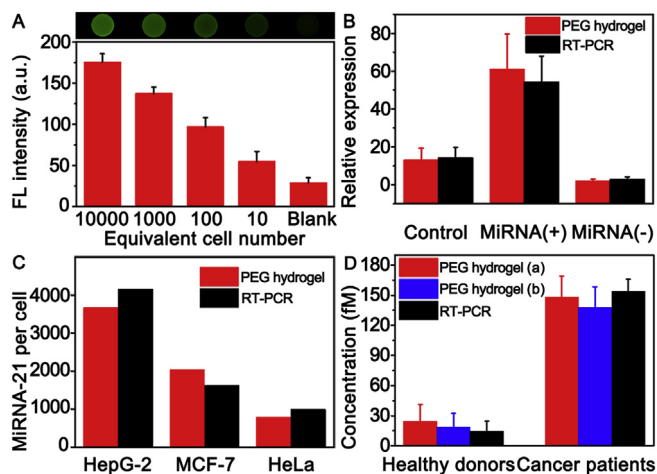 A
FL intensity (a.u.)
200
150
100
50
0
10000 1000 100 10 Blank
Equivalent cell number
B
PEG hydrogel
RT-PCR
Relative expression
80
60
40
20
0
Control MiRNA(+) MiRNA(-)
C
PEG hydrogel
RT-PCR
MiRNA-21 per cell
4000
3000
2000
1000
0
HepG-2 MCF-7 HeLa
D
PEG hydrogel (a)
PEG hydrogel (b)
RT-PCR
Concentration (fM)
180
150
120
90
60
30
0
Healthy donors Cancer patients